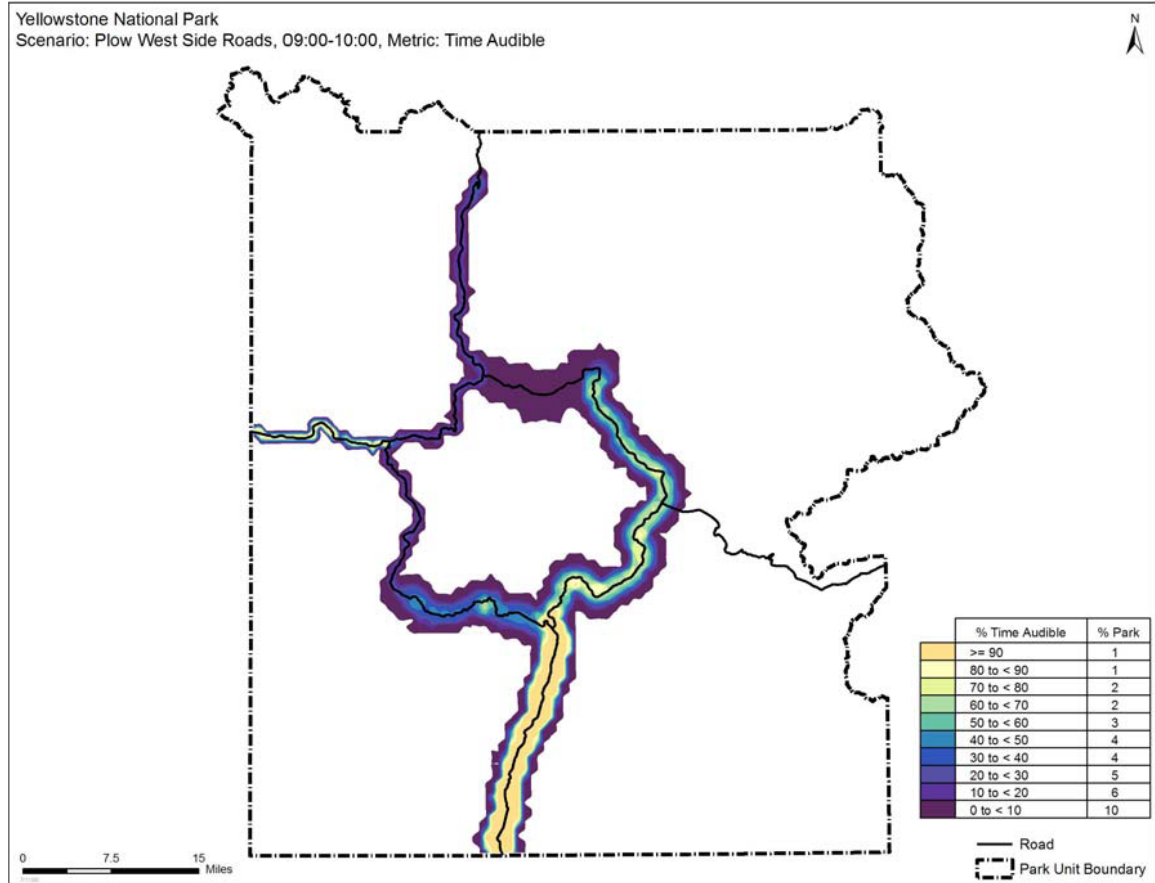 Yellowstone National Park
Scenario: Plow West Side Roads, 09:00-10:00, Metric: Time Audible
N
% Time Audible % Park
>= 90 1
80 to < 90 1
70 to < 80 2
60 to < 70 2
50 to < 60 3
40 to < 50 4
30 to < 40 4
20 to < 30 5
10 to < 20 6
0 to < 10 10
Road
Park Unit Boundary
0 7.5 15
Miles